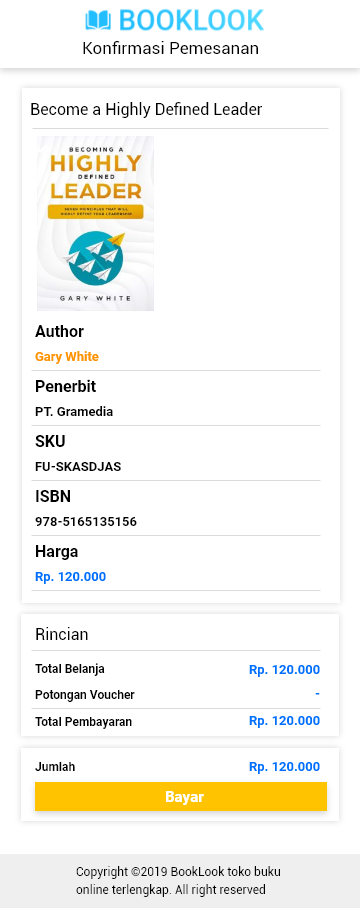 BOOKLOOK
Konfirmasi Pemesanan
Become a Highly Defined Leader
BECOMING A
HIGHLY
DEFINED
LEADER
SEVEN PRINCIPLES THAT WILL
HIGHLY DEFINE YOUR LEADERSHIP
GARY WHITE
Author
Gary White
Penerbit
PT. Gramedia
SKU
FU-SKASDJAS
ISBN
978-5165135156
Harga
Rp. 120.000
Rincian
Total Belanja Rp. 120.000
Potongan Voucher -
Total Pembayaran Rp. 120.000
Jumlah Rp. 120.000
Bayar
Copyright ©2019 BookLook toko buku
online terlengkap. All right reserved